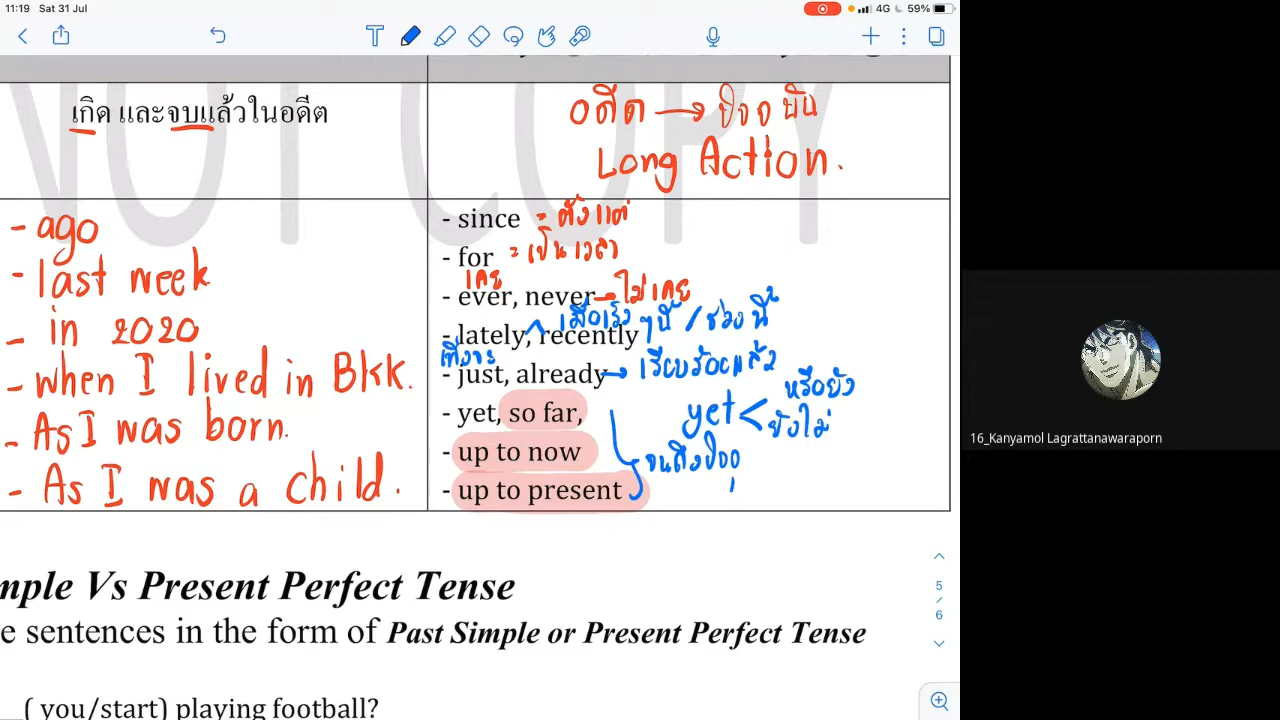 11:19 Sat 31 Jul
4G 59%
NOT COPY
เกิด และจบแล้วในอดีต
อดีต → ปัจจุบัน
Long Action.
- ago
- last week
- in 2020
- when I lived in Bkk.
- As I was born.
- As I was a child.
- since = ตั้งแต่
- for = เป็นเวลา
เคย
- ever, never → ไม่เคย
เมื่อเร็วๆ นี้ / ช่วงนี้
- lately, recently
เพิ่งจะ
- just, already → เรียบร้อยแล้ว
- yet, so far,
yet < หรือยัง
ยังไม่
- up to now
จนถึงปัจจุ
- up to present
mple Vs Present Perfect Tense
e sentences in the form of Past Simple or Present Perfect Tense
__( you/start) playing football?
5
/
6
16_Kanyamol Lagrattanawaraporn